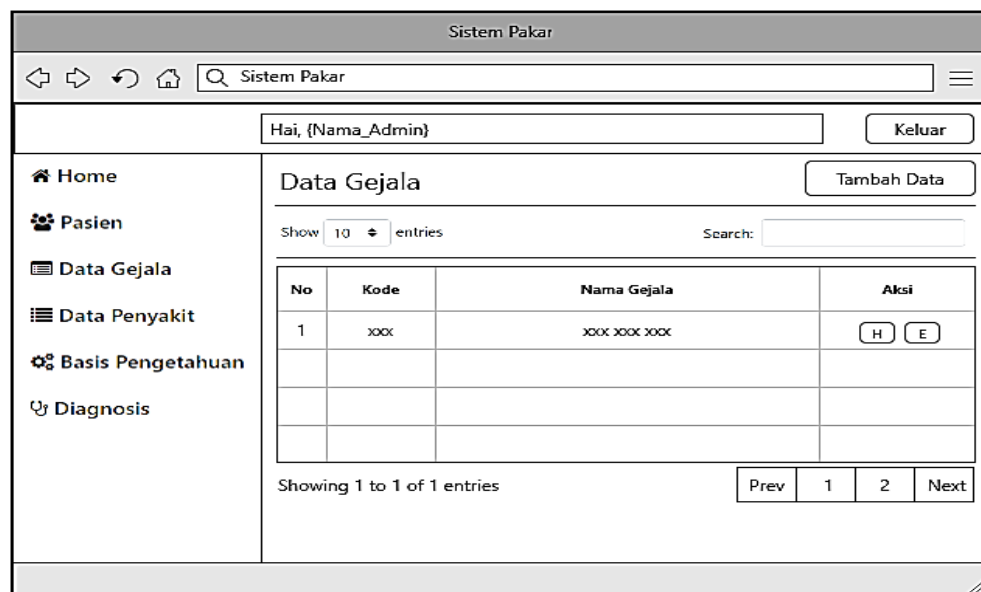 Sistem Pakar
Sistem Pakar
Hai, {Nama_Admin}
Keluar
Home
Pasien
Data Gejala
Data Penyakit
Basis Pengetahuan
Diagnosis
Data Gejala
Tambah Data
Show 10 entries
Search:
No Kode Nama Gejala Aksi
1 xxx xxx xxx xxx H E
Showing 1 to 1 of 1 entries
Prev 1 2 Next